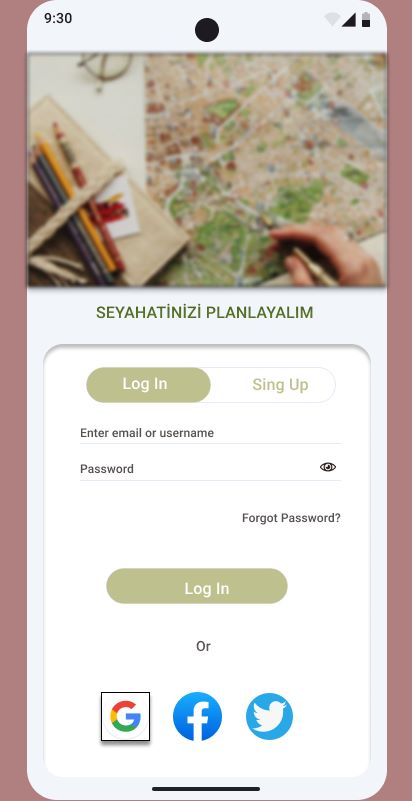 9:30
SEYAHATİNİZİ PLANLAYALIM
Log In
Sing Up
Enter email or username
Password
Forgot Password?
Log In
Or